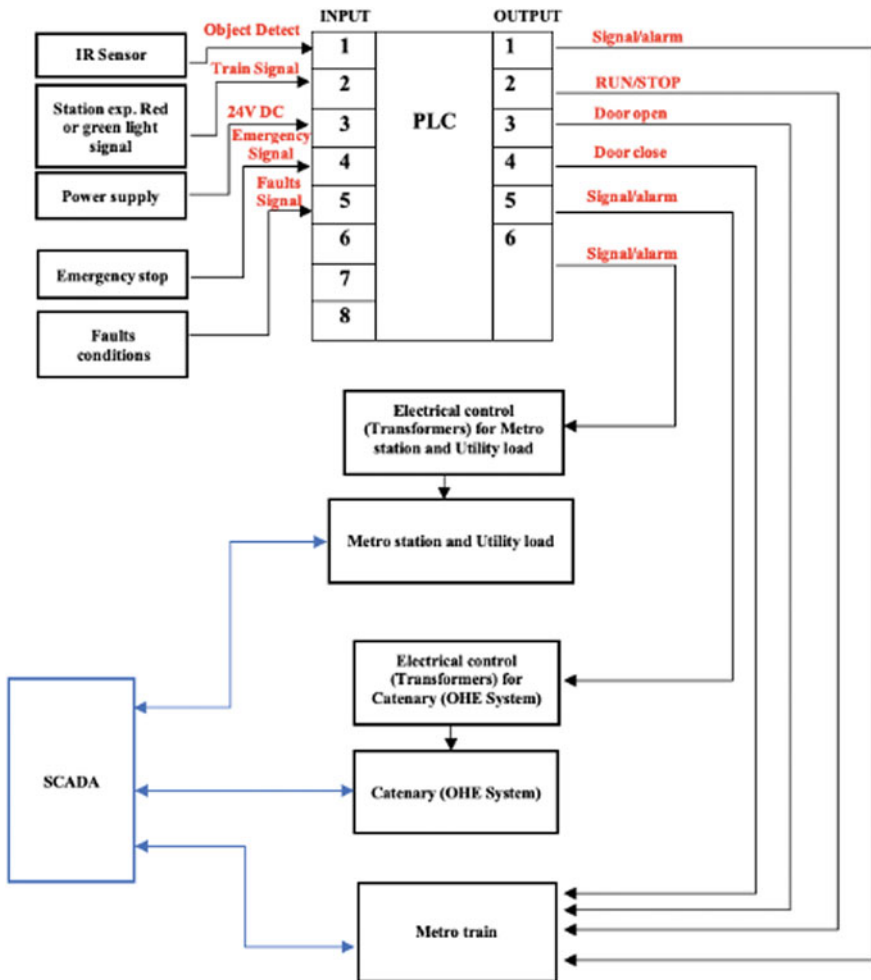 INPUT
OUTPUT
IR Sensor
Object Detect
1
PLC
1
Signal/alarm
Station exp. Red
or green light
signal
Train Signal
2
2
RUN/STOP
Power supply
24V DC
3
3
Door open
Emergency stop
Emergency
Signal
4
4
Door close
Faults
conditions
Faults
Signal
5
5
Signal/alarm
6
6
Signal/alarm
7
8
Electrical control
(Transformers) for Metro
station and Utility load
Metro station and Utility load
Electrical control
(Transformers) for
Catenary (OHE System)
SCADA
Catenary (OHE System)
Metro train